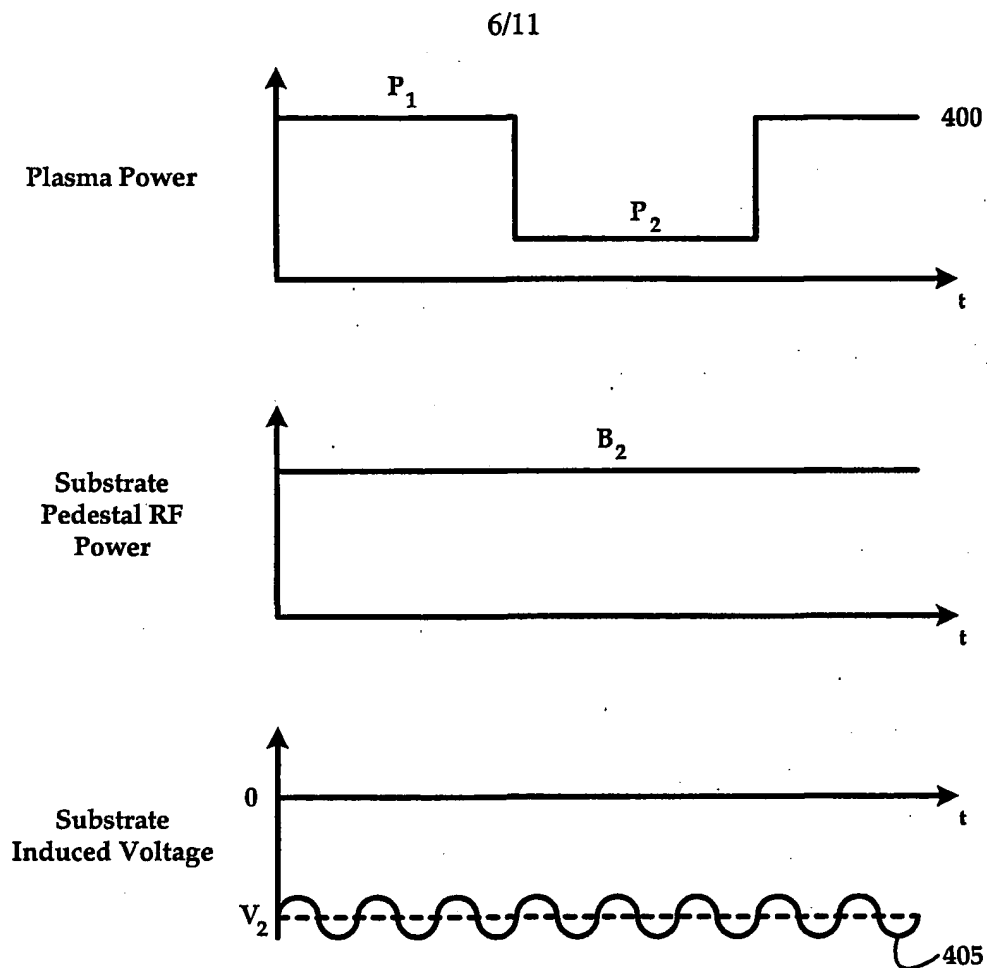 6/11
P1
400
Plasma Power
P2
t
B2
Substrate
Pedestal RF
Power
t
0
t
Substrate
Induced Voltage
V2
405